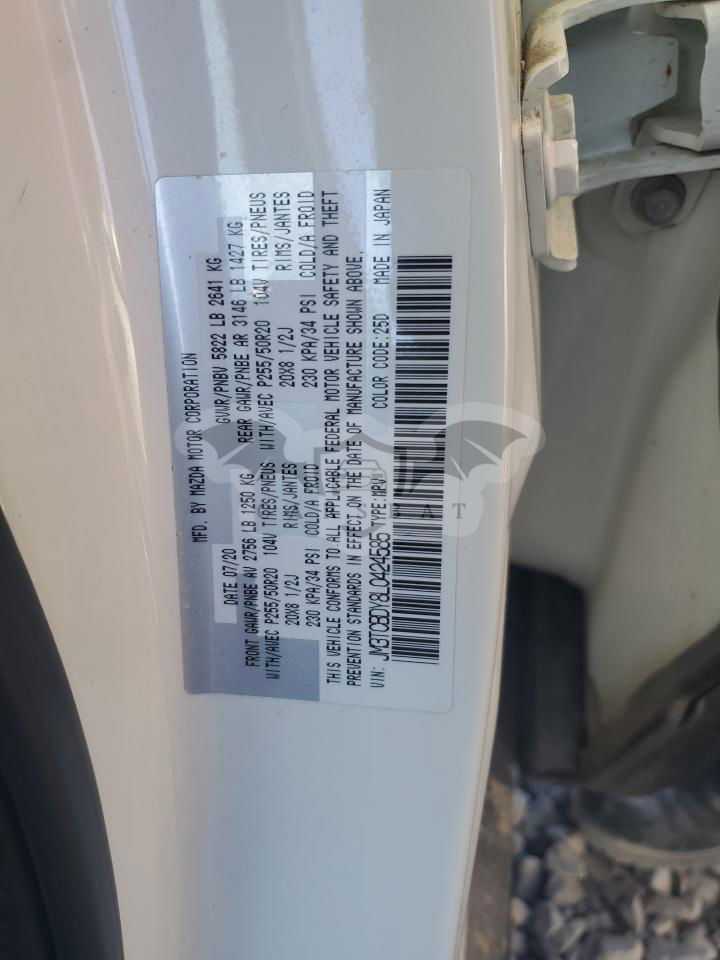 MFD. BY MAZDA MOTOR CORPORATION
DATE 07/20 GVWR/PNBV 5822 LB 2641 KG
FRONT GAWR/PNBE AV 2756 LB 1250 KG REAR GAWR/PNBE AR 3146 LB 1427 KG
WITH/AVEC P255/50R20 104V TIRES/PNEUS WITH/AVEC P255/50R20 104V TIRES/PNEUS
20X8 1/2J RIMS/JANTES 20X8 1/2J RIMS/JANTES
230 KPA/34 PSI COLD/A FROID 230 KPA/34 PSI COLD/A FROID
THIS VEHICLE CONFORMS TO ALL APPLICABLE FEDERAL MOTOR VEHICLE SAFETY AND THEFT
PREVENTION STANDARDS IN EFFECT ON THE DATE OF MANUFACTURE SHOWN ABOVE.
VIN: JM3TCBDY8L0424585 TYPE:MPV COLOR CODE:25D MADE IN JAPAN